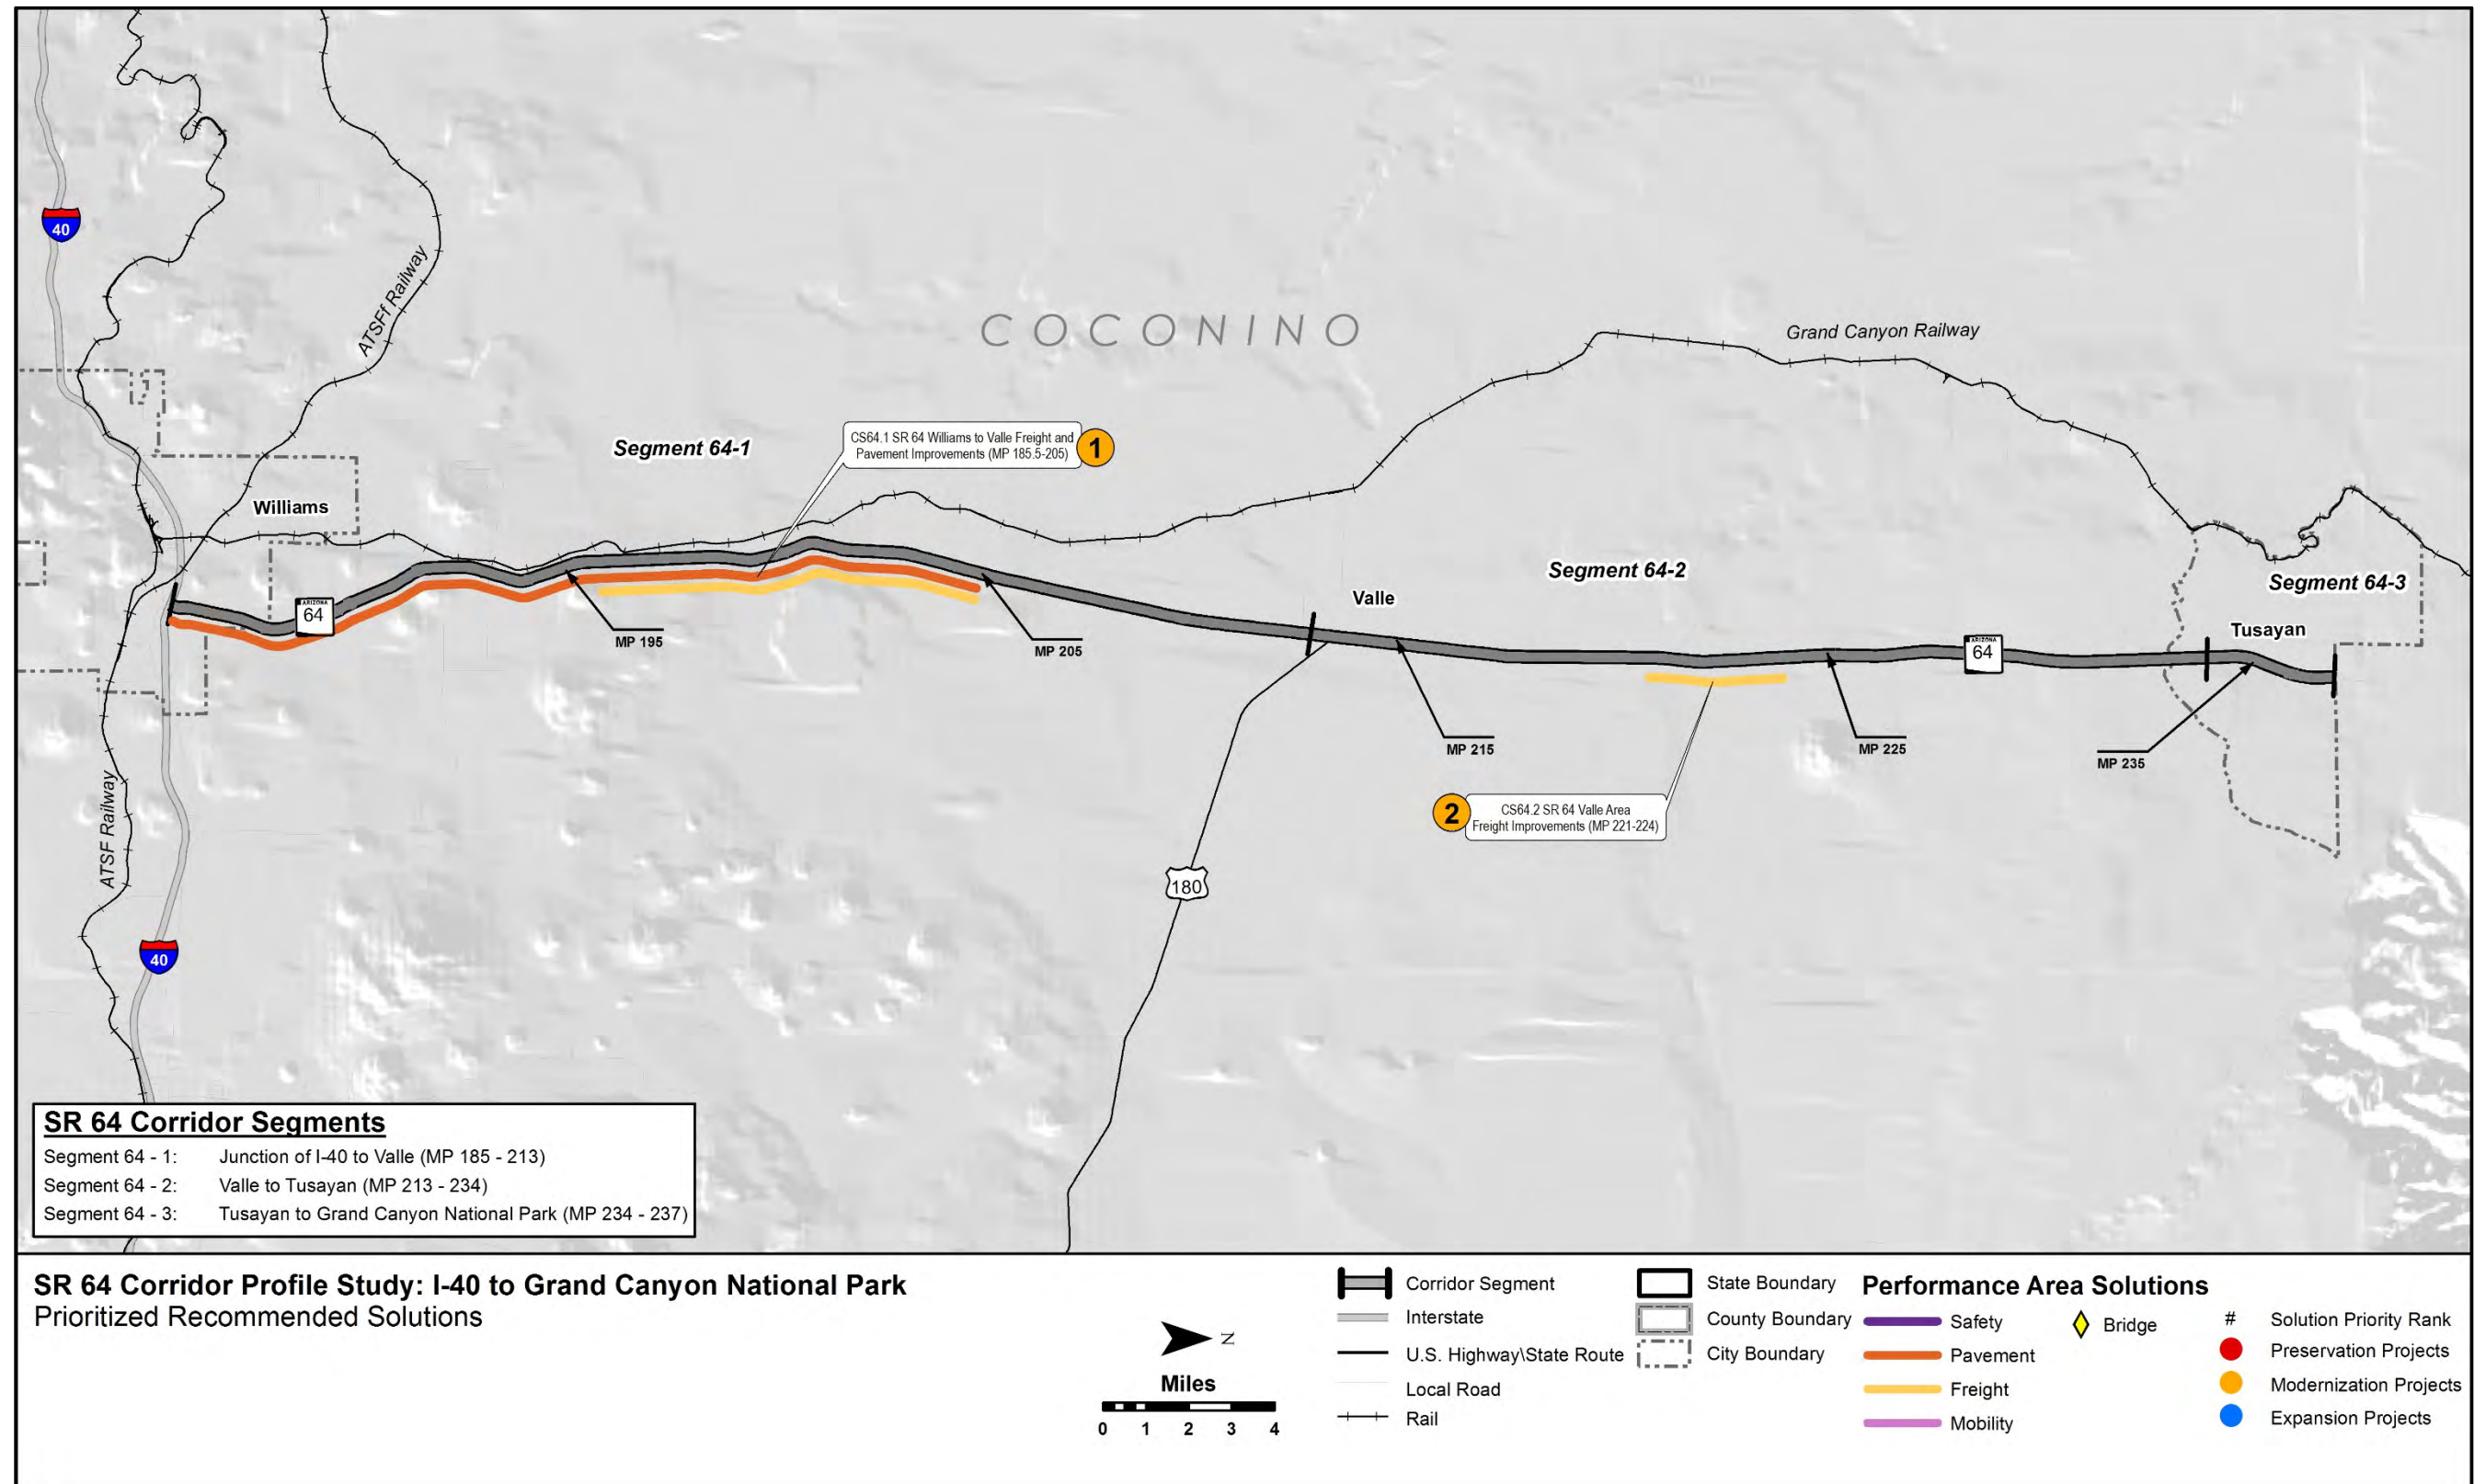 40
ATSFf Railway
COCONINO
Grand Canyon Railway
Segment 64-1
CS64.1 SR 64 Williams to Valle Freight and
Pavement Improvements (MP 185.5-205)
1
Williams
Segment 64-2
Segment 64-3
Valle
ARIZONA
64
MP 195
MP 205
Tusayan
ARIZONA
64
MP 215
MP 225
MP 235
2
CS64.2 SR 64 Valle Area
Freight Improvements (MP 221-224)
ATSF Railway
180
40
SR 64 Corridor Segments
Segment 64 - 1: Junction of I-40 to Valle (MP 185 - 213)
Segment 64 - 2: Valle to Tusayan (MP 213 - 234)
Segment 64 - 3: Tusayan to Grand Canyon National Park (MP 234 - 237)
SR 64 Corridor Profile Study: I-40 to Grand Canyon National Park
Prioritized Recommended Solutions
N
Miles
0 1 2 3 4
Corridor Segment
Interstate
U.S. Highway\State Route
Local Road
Rail
State Boundary
County Boundary
City Boundary
Performance Area Solutions
Safety
Pavement
Freight
Mobility
Bridge
# Solution Priority Rank
Preservation Projects
Modernization Projects
Expansion Projects